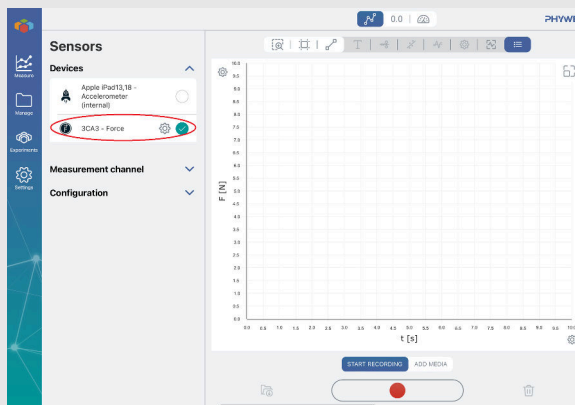 0.0
PHYWE
Sensors
Devices
Apple iPad13,18 -
Accelerometer
(internal)
3CA3 - Force
Measurement channel
Configuration
Measure
Manage
Experiments
Settings
T
F [N]
10.0
9.5
9.0
8.5
8.0
7.5
7.0
6.5
6.0
5.5
5.0
4.5
4.0
3.5
3.0
2.5
2.0
1.5
1.0
0.5
0.0
0.0 0.5 1.0 1.5 2.0 2.5 3.0 3.5 4.0 4.5 5.0 5.5 6.0 6.5 7.0 7.5 8.0 8.5 9.0 9.5 10.0
t [s]
START RECORDING
ADD MEDIA